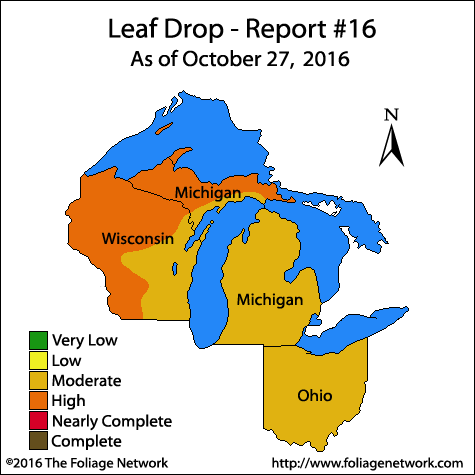 Leaf Drop - Report #16
As of October 27, 2016
N
Michigan
Wisconsin
Michigan
Ohio
Very Low
Low
Moderate
High
Nearly Complete
Complete
©2016 The Foliage Network
http://www.foliagenetwork.com